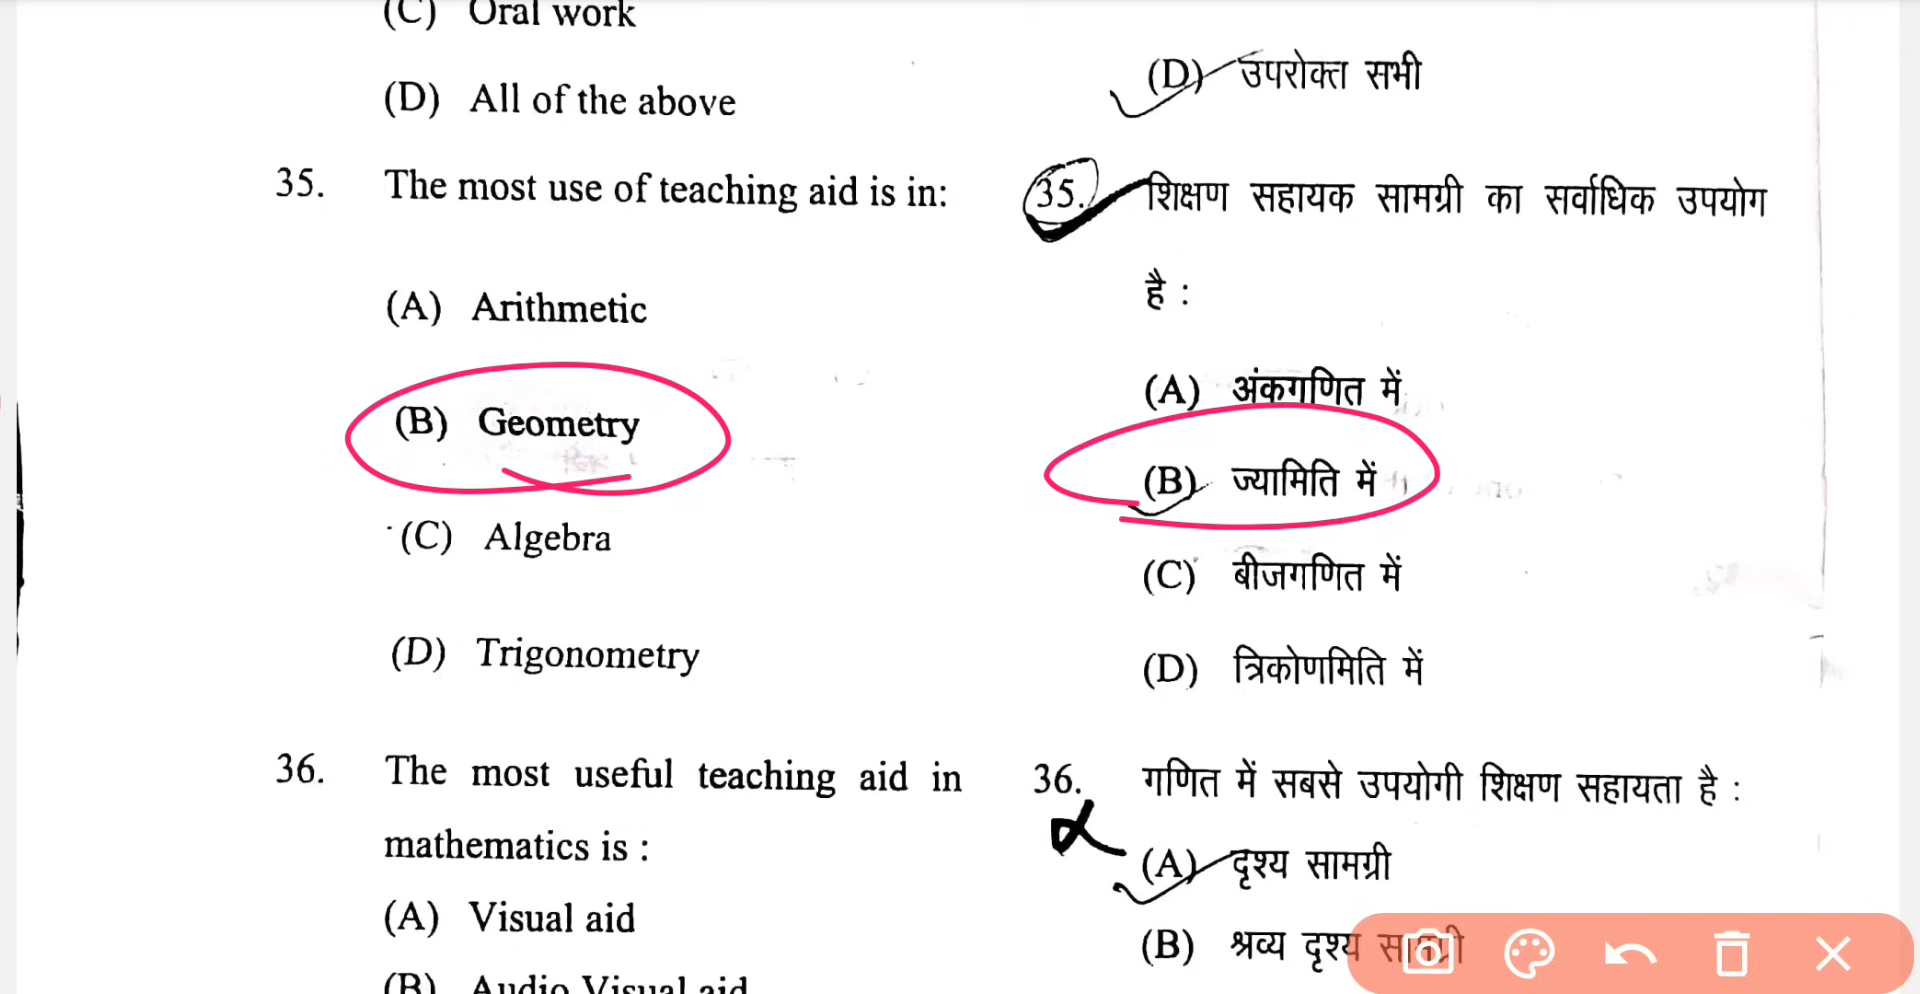 (C) Oral work
(D) All of the above
35. The most use of teaching aid is in:
(A) Arithmetic
(B) Geometry
(C) Algebra
(D) Trigonometry
36. The most useful teaching aid in
mathematics is :
(A) Visual aid
(B) Audio Visual aid
(D) उपरोक्त सभी
35. शिक्षण सहायक सामग्री का सर्वाधिक उपयोग
है :
(A) अंकगणित में
(B) ज्यामिति में
(C) बीजगणित में
(D) त्रिकोणमिति में
36. गणित में सबसे उपयोगी शिक्षण सहायता है :
(A) दृश्य सामग्री
(B) श्रव्य दृश्य सामग्री